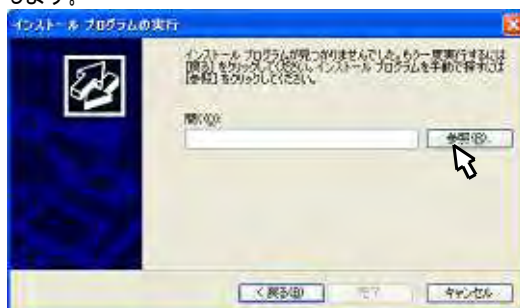 します。
インストール プログラムの実行
インストール プログラムが見つかりませんでした。もう一度実行するには
[戻る] をクリックしてください。インストール プログラムを手動で探すには
[参照] をクリックしてください。
開く(O):
参照(R)...
< 戻る(B)
完了
キャンセル